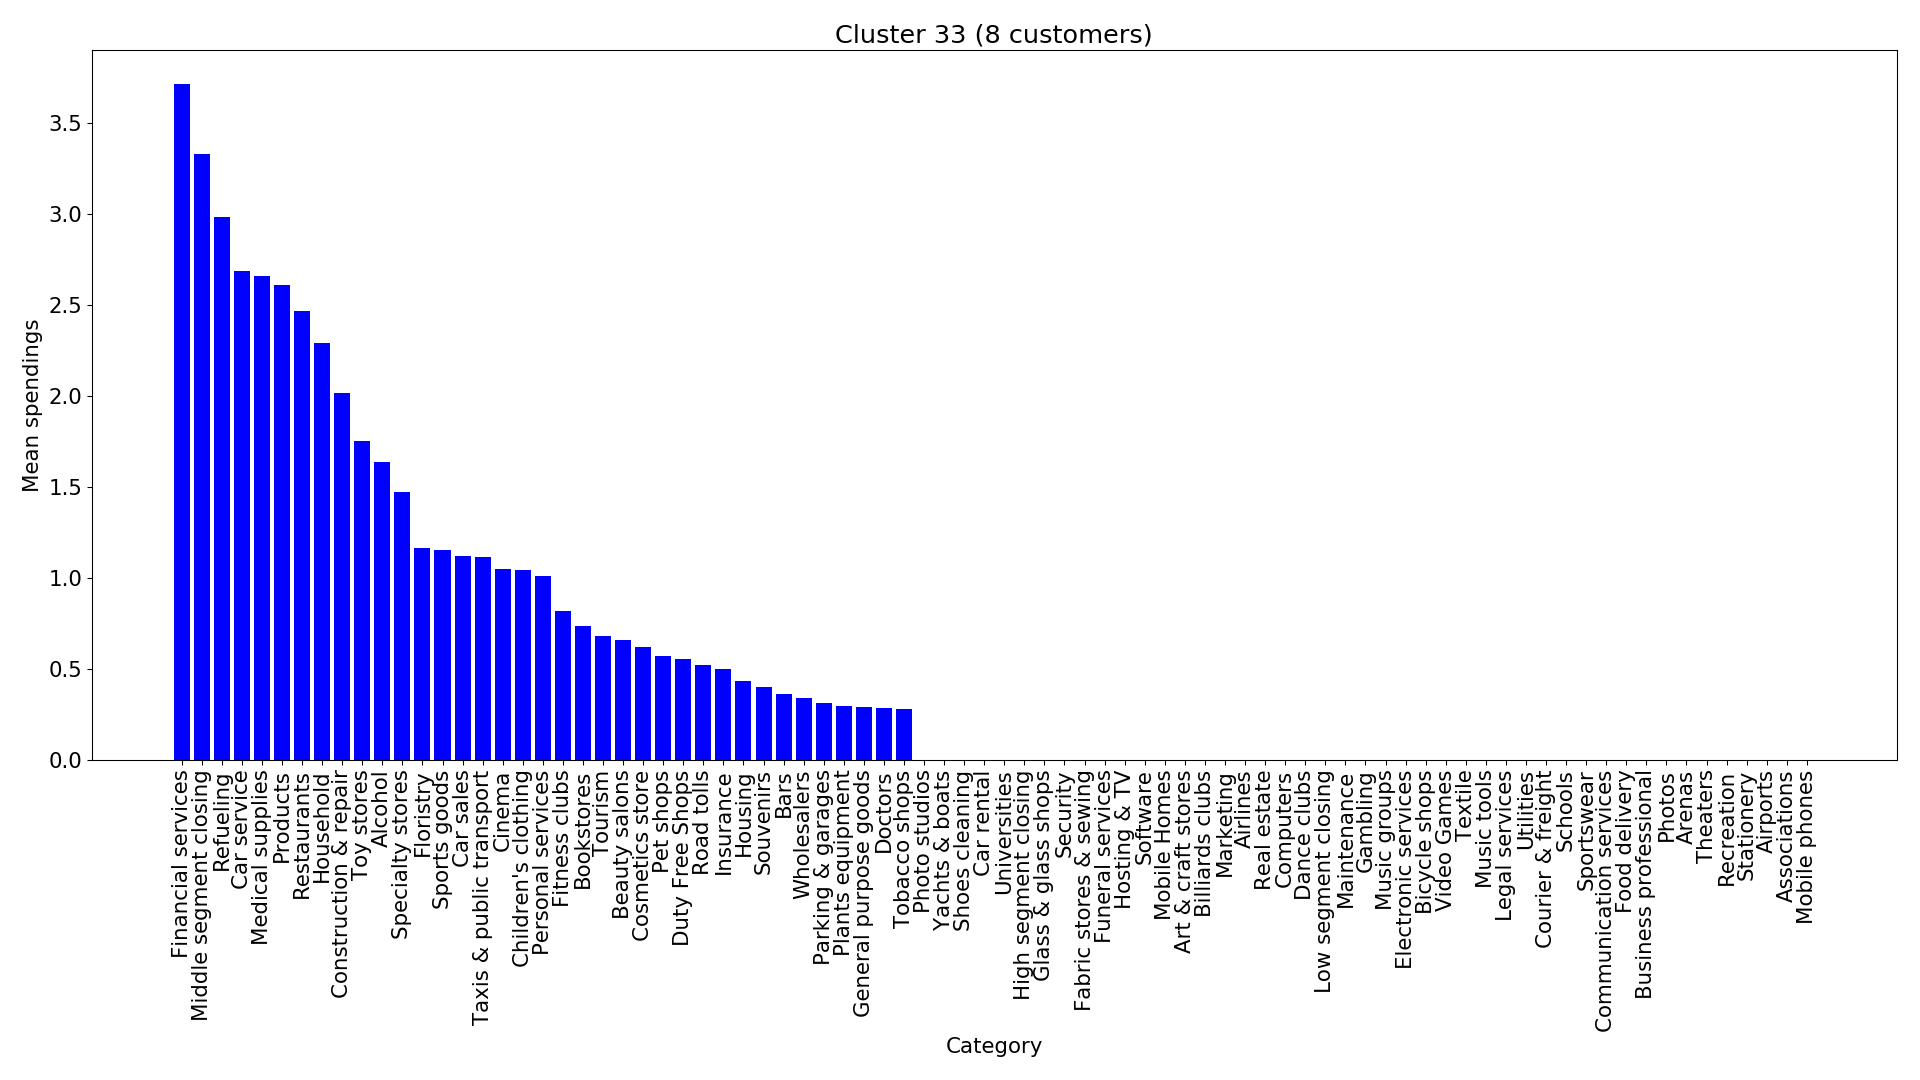 Cluster 33 (8 customers)
Mean spendings
3.5
3.0
2.5
2.0
1.5
1.0
0.5
0.0
Financial services
Middle segment closing
Refueling
Car service
Medical supplies
Products
Restaurants
Household
Construction & repair
Toy stores
Alcohol
Specialty stores
Floristry
Sports goods
Car sales
Taxis & public transport
Cinema
Children's clothing
Personal services
Fitness clubs
Bookstores
Tourism
Beauty salons
Cosmetics store
Pet shops
Duty Free Shops
Road tolls
Insurance
Housing
Souvenirs
Bars
Wholesalers
Parking & garages
Plants equipment
General purpose goods
Doctors
Tobacco shops
Photo studios
Yachts & boats
Shoes cleaning
Car rental
Universities
High segment closing
Glass & glass shops
Security
Fabric stores & sewing
Funeral services
Hosting & TV
Software
Mobile Homes
Art & craft stores
Billiards clubs
Marketing
Airlines
Real estate
Computers
Dance clubs
Low segment closing
Maintenance
Gambling
Music groups
Electronic services
Bicycle shops
Video Games
Textile
Music tools
Legal services
Utilities
Courier & freight
Schools
Sportswear
Communication services
Food delivery
Business professional
Photos
Arenas
Theaters
Recreation
Stationery
Airports
Associations
Mobile phones
Category